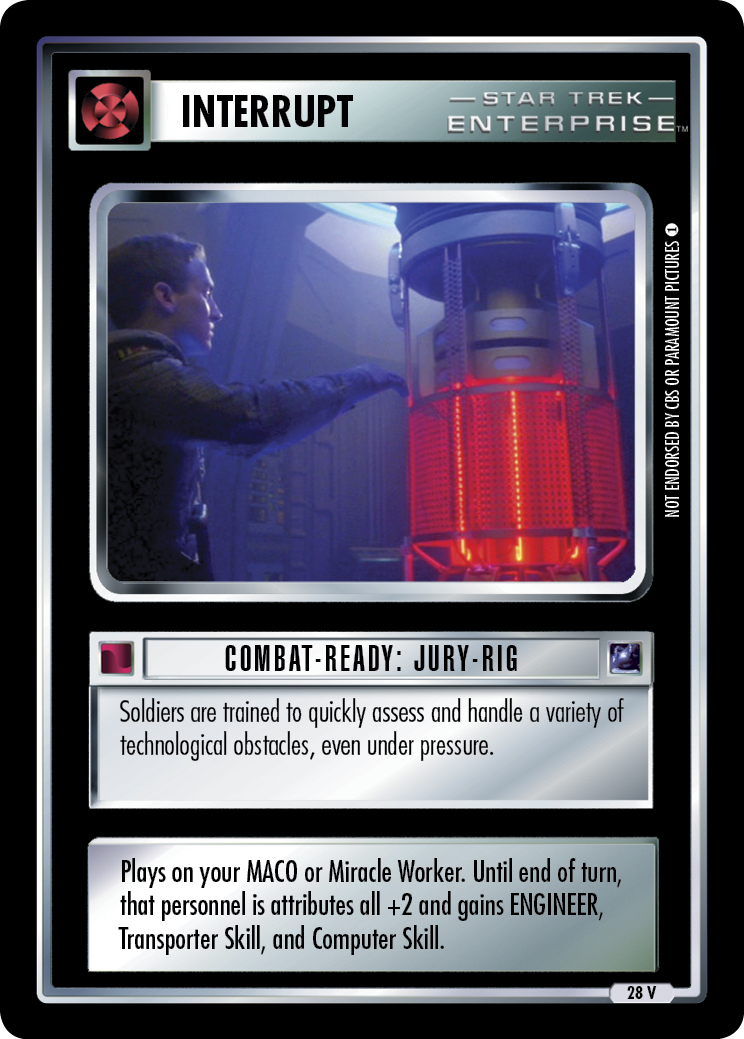 INTERRUPT
— STAR TREK —
ENTERPRISE™
NOT ENDORSED BY CBS OR PARAMOUNT PICTURES 1
COMBAT-READY: JURY-RIG
Soldiers are trained to quickly assess and handle a variety of
technological obstacles, even under pressure.
Plays on your MACO or Miracle Worker. Until end of turn,
that personnel is attributes all +2 and gains ENGINEER,
Transporter Skill, and Computer Skill.
28 V